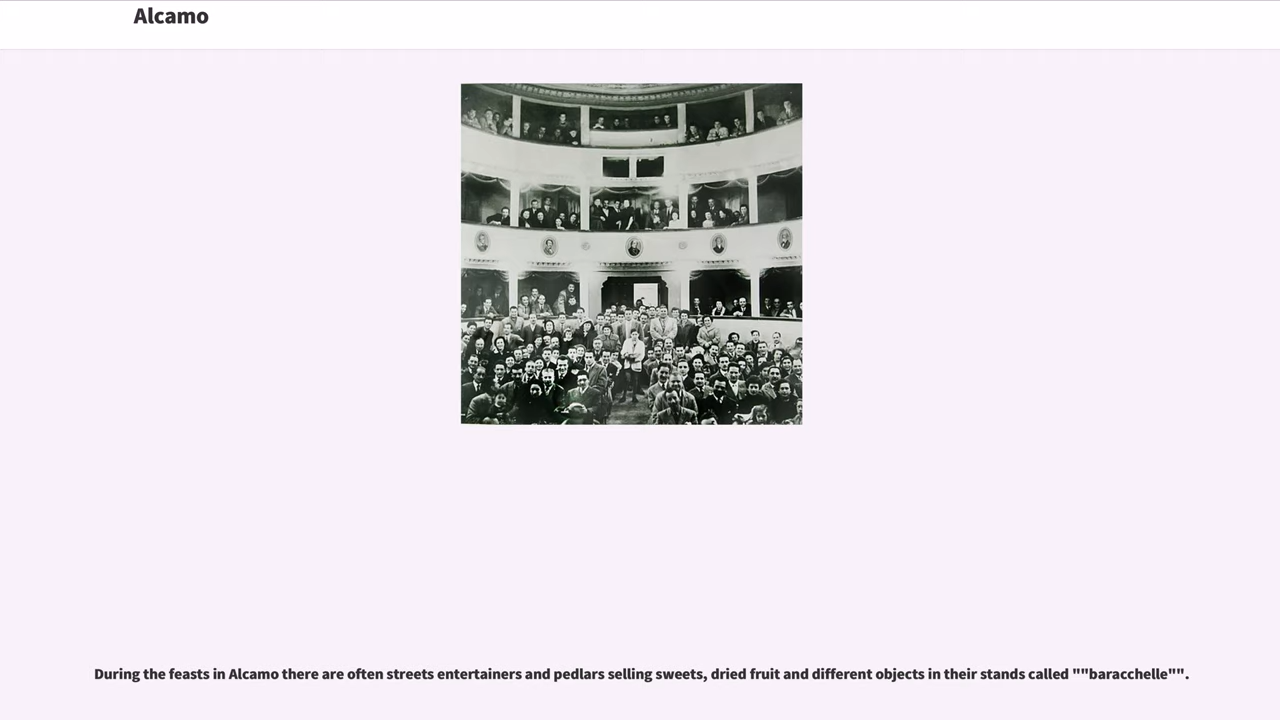 Alcamo
During the feasts in Alcamo there are often streets entertainers and pedlars selling sweets, dried fruit and different objects in their stands called ""baracchelle"".